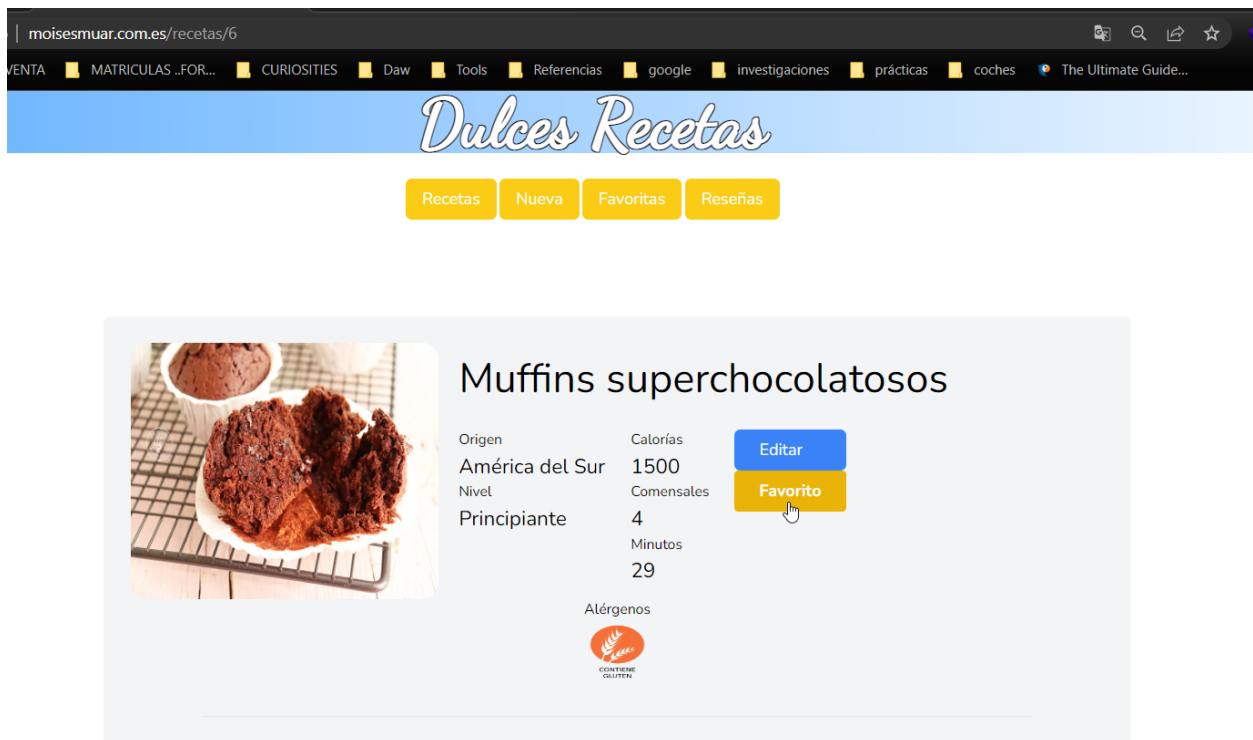 moisesmuar.com.es/recetas/6
VENTA MATRICULAS ..FOR... CURIOSITIES Daw Tools Referencias google investigaciones prácticas coches The Ultimate Guide...
Dulces Recetas
Recetas Nueva Favoritas Reseñas
Muffins superchocolatosos
Origen
América del Sur
Nivel
Principiante
Calorías
1500
Comensales
4
Minutos
29
Editar
Favorito
Alérgenos
CONTIENE
GLUTEN